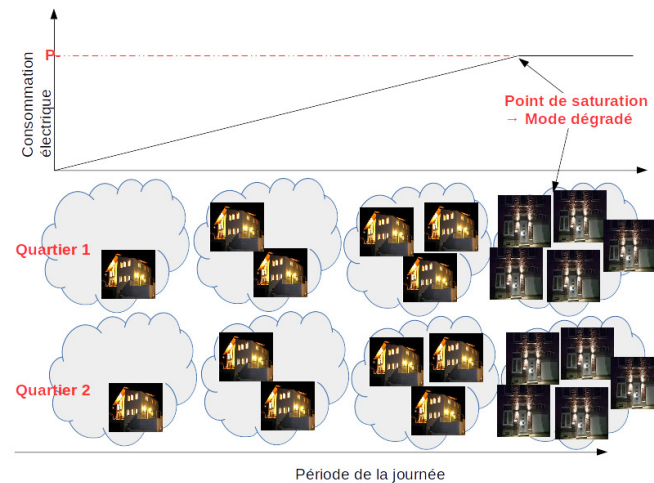 P
Consommation
électrique
Point de saturation
→ Mode dégradé
Quartier 1
Quartier 2
Période de la journée